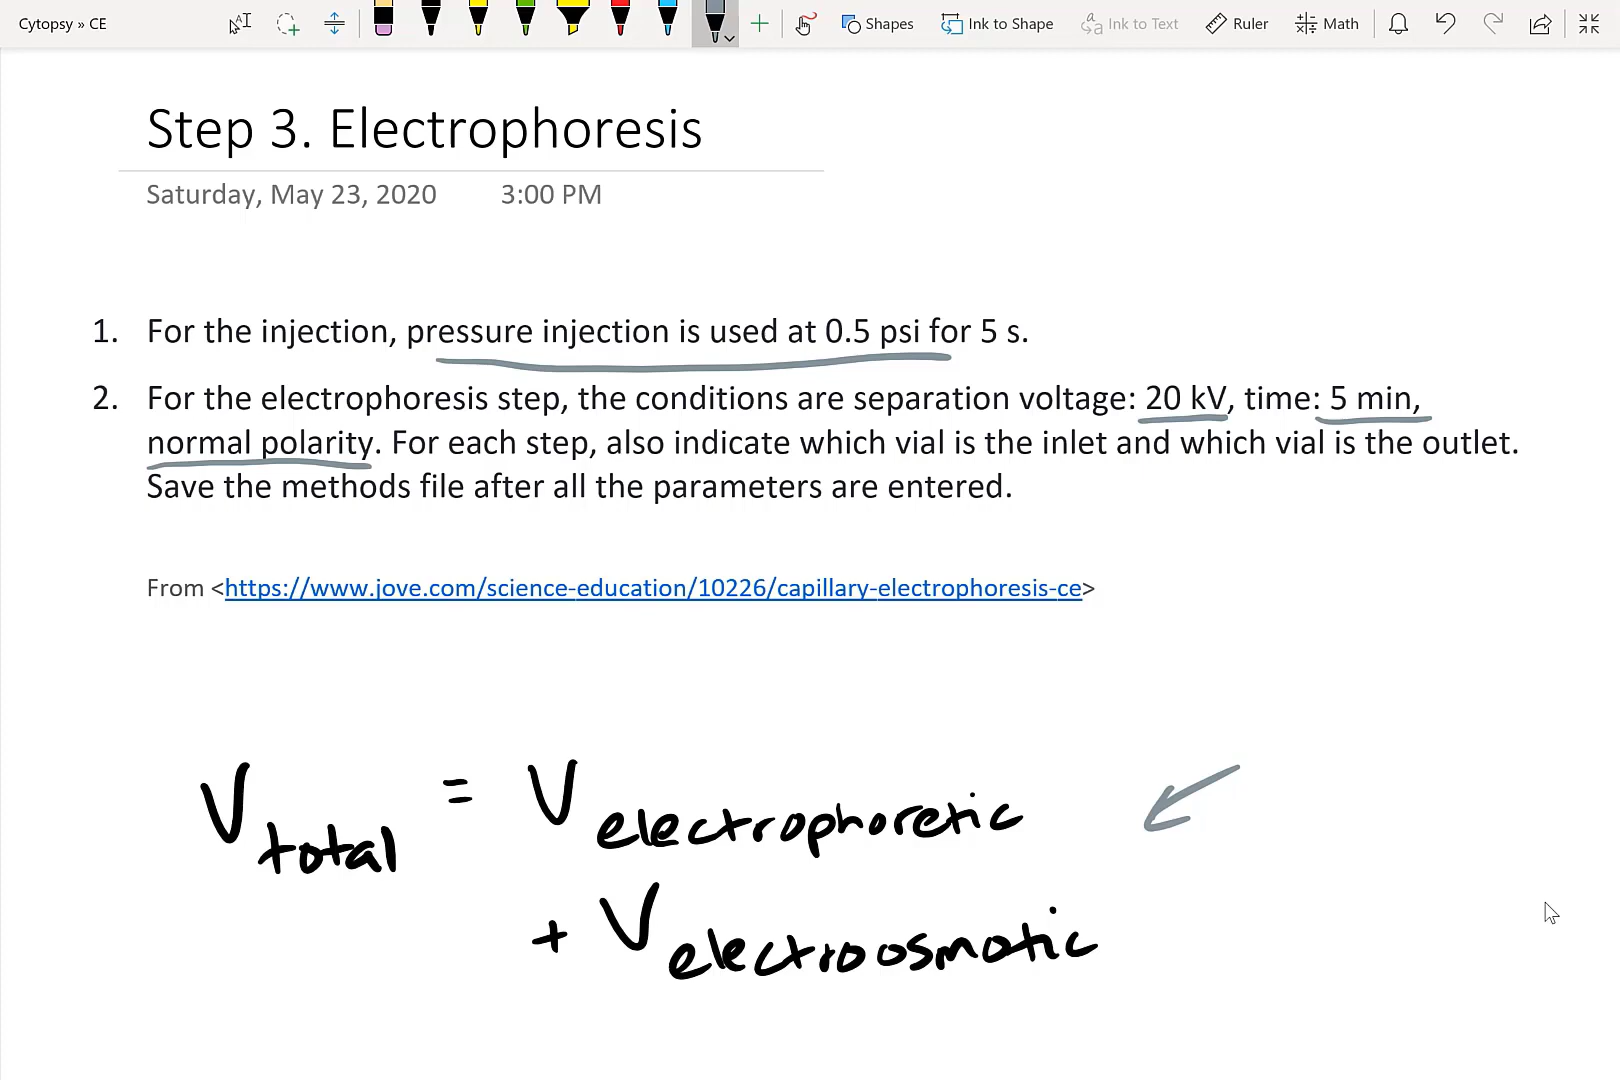 Cytopsy » CE
Shapes
Ink to Shape
Ink to Text
Ruler
Math
Step 3. Electrophoresis
Saturday, May 23, 2020 3:00 PM
1. For the injection, pressure injection is used at 0.5 psi for 5 s.
2. For the electrophoresis step, the conditions are separation voltage: 20 kV, time: 5 min,
normal polarity. For each step, also indicate which vial is the inlet and which vial is the outlet.
Save the methods file after all the parameters are entered.
From <https://www.jove.com/science-education/10226/capillary-electrophoresis-ce>
V total = V electrophoretic
+ V electroosmotic